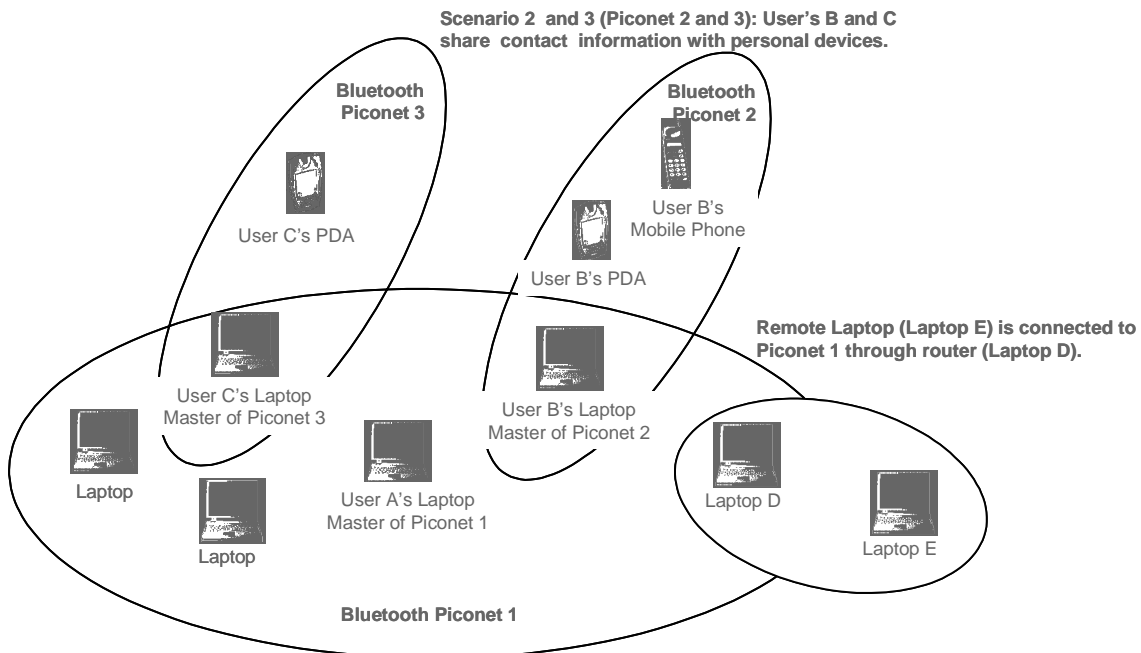 Scenario 2 and 3 (Piconet 2 and 3): User's B and C
share contact information with personal devices.
Bluetooth
Piconet 3
Bluetooth
Piconet 2
User C's PDA
User B's
Mobile Phone
User B's PDA
Remote Laptop (Laptop E) is connected to
Piconet 1 through router (Laptop D).
User C's Laptop
Master of Piconet 3
User B's Laptop
Master of Piconet 2
Laptop
User A's Laptop
Master of Piconet 1
Laptop D
Laptop
Laptop E
Bluetooth Piconet 1